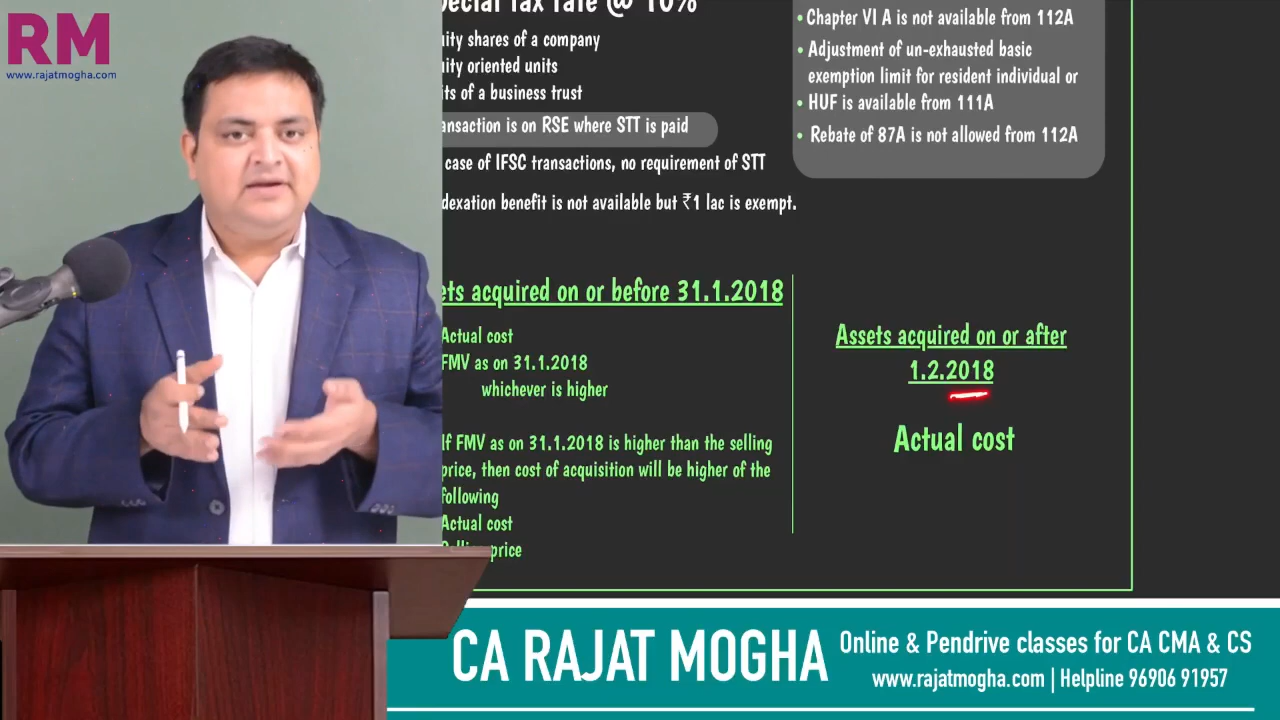 RM
www.rajatmogha.com
tax rate @ 10%
shares of a company
oriented units
of a business trust
is on RSE where STT is paid
case of IFSC transactions, no requirement of STT
benefit is not available but ₹1 lac is exempt.
• Chapter VI A is not available from 112A
• Adjustment of un-exhausted basic
exemption limit for resident individual or
• HUF is available from 111A
• Rebate of 87A is not allowed from 112A
acquired on or before 31.1.2018
Actual cost
FMV as on 31.1.2018
whichever is higher
If FMV as on 31.1.2018 is higher than the selling
price, then cost of acquisition will be higher of the
following
Actual cost
price
Assets acquired on or after
1.2.2018
Actual cost
CA RAJAT MOGHA
Online & Pendrive classes for CA CMA & CS
www.rajatmogha.com | Helpline 96906 91957